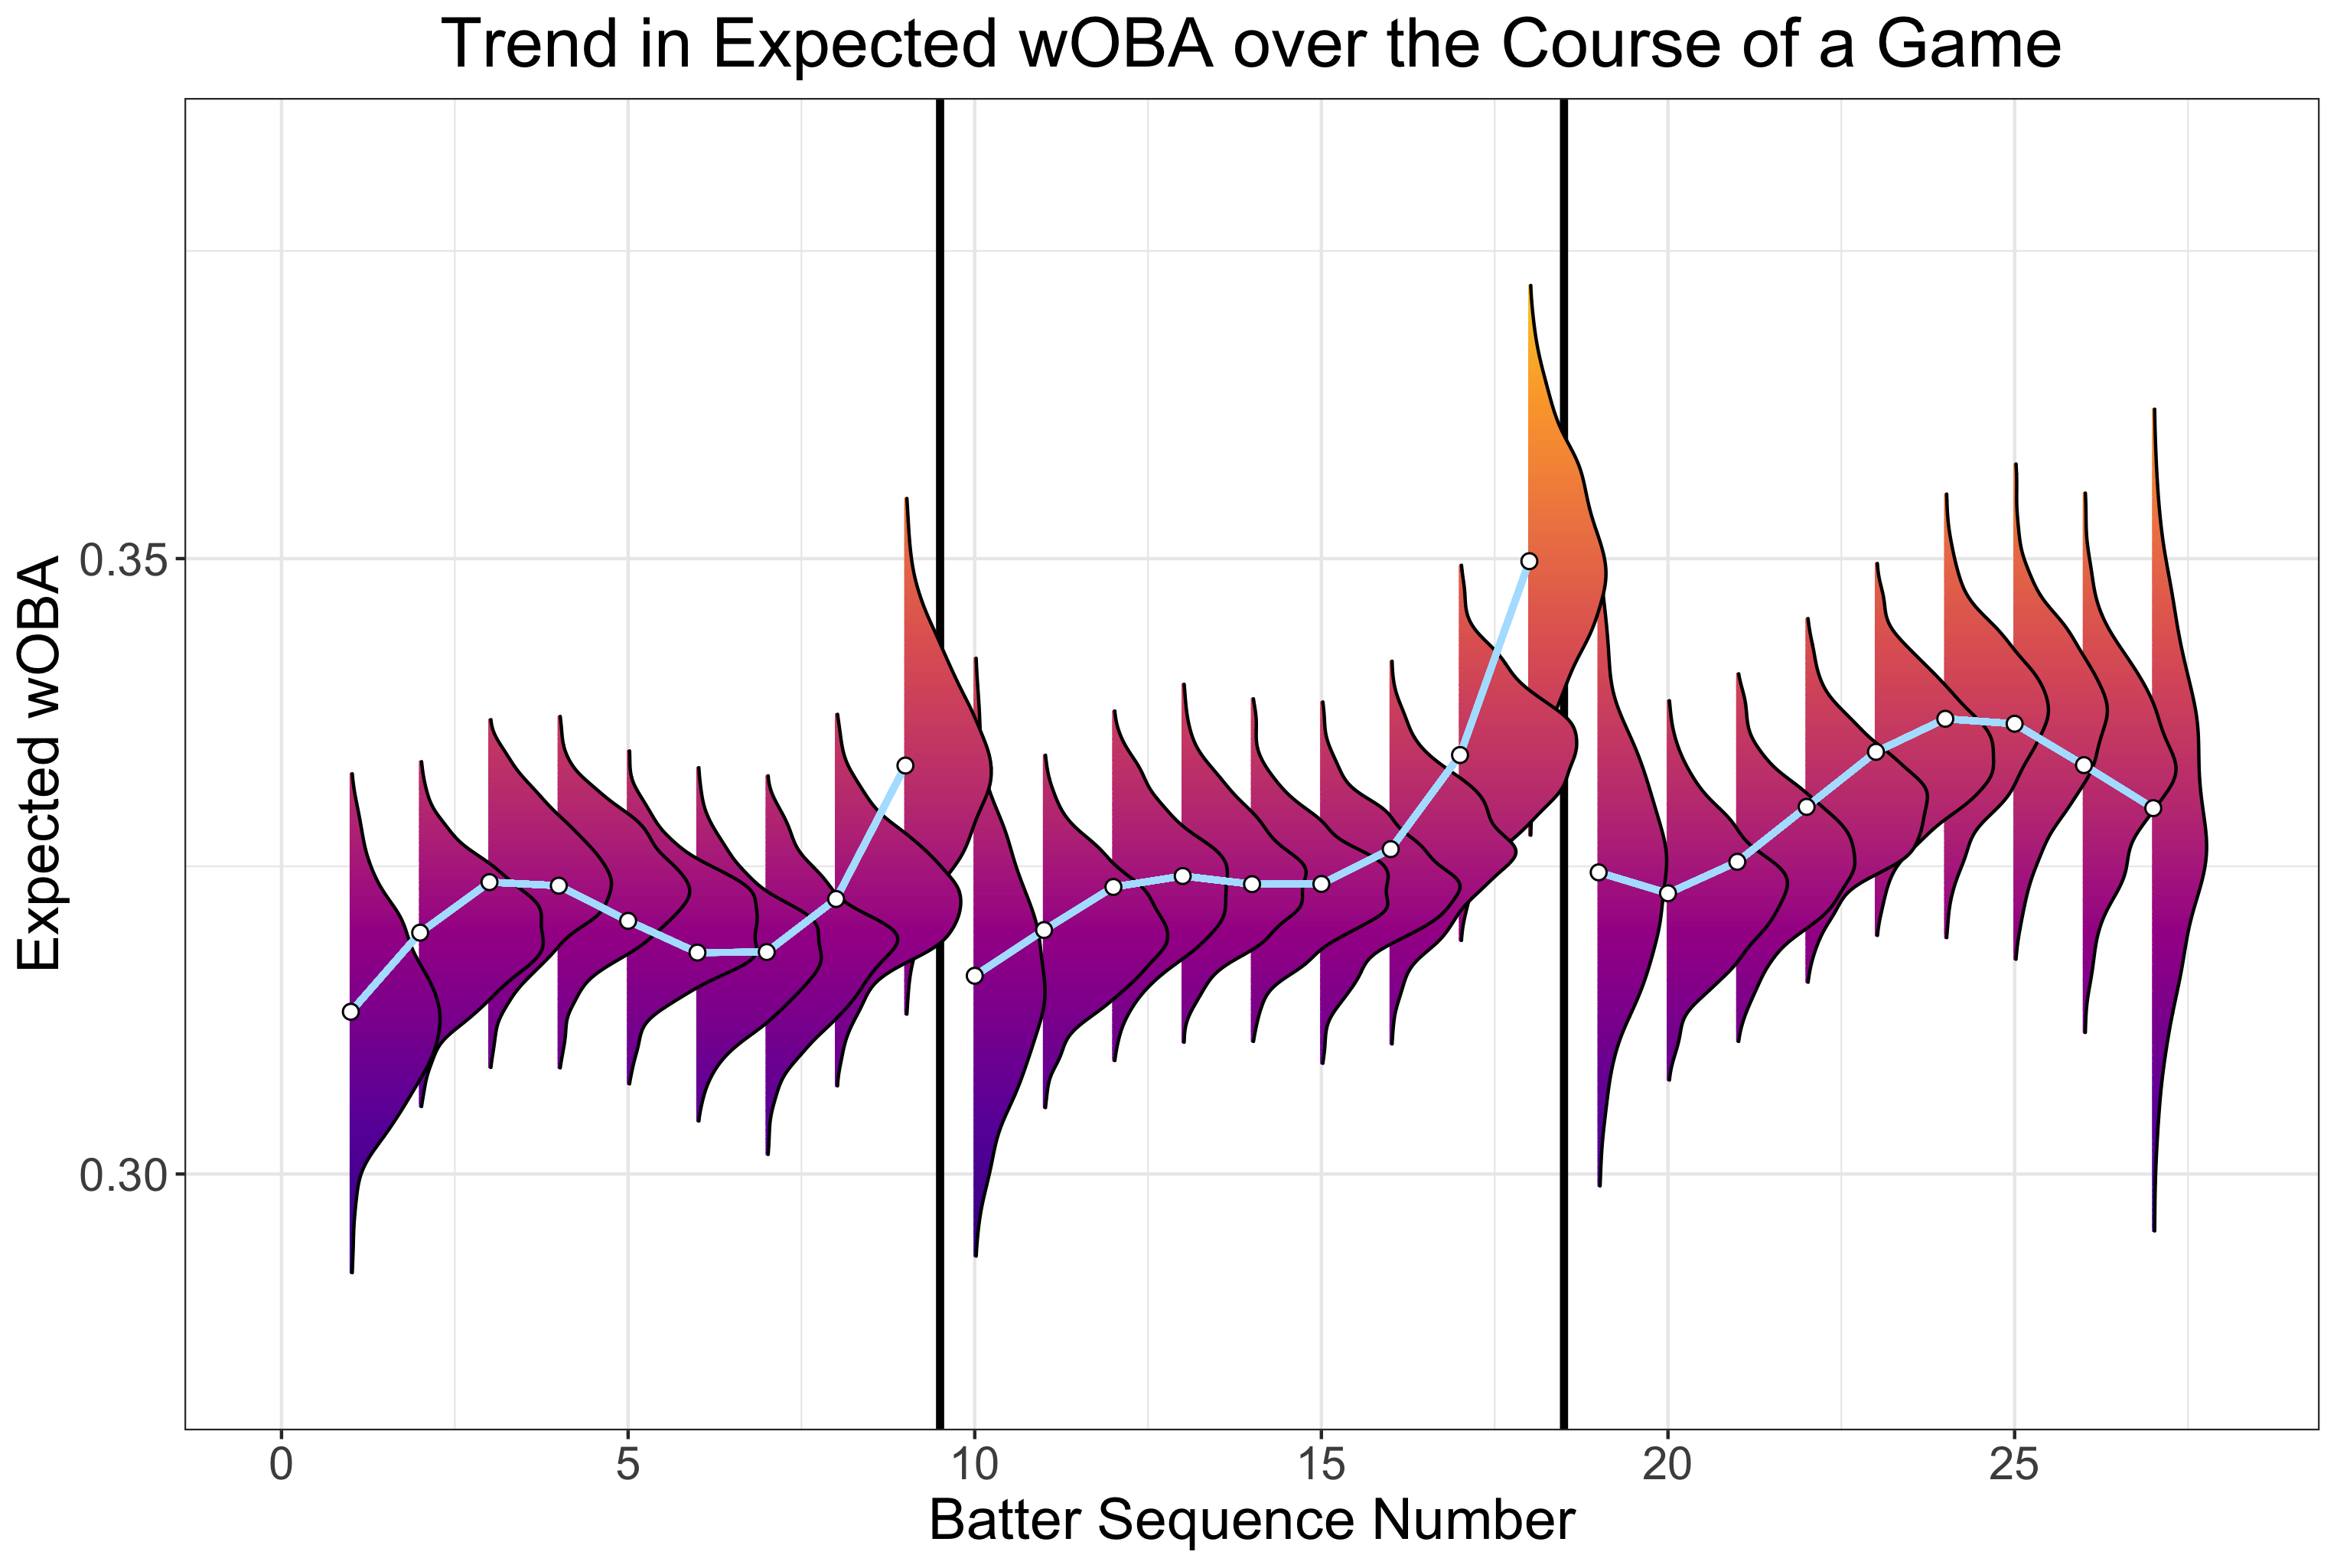 Trend in Expected wOBA over the Course of a Game
Expected wOBA
0.35
0.30
0 5 10 15 20 25
Batter Sequence Number